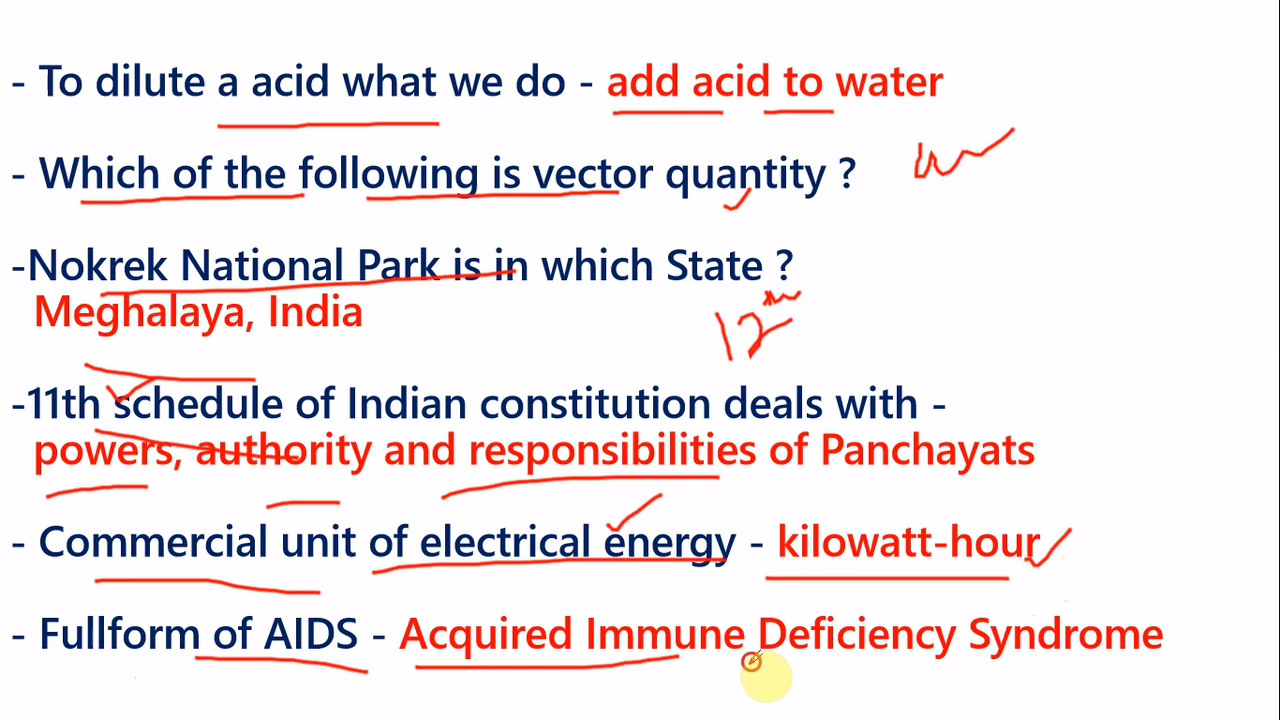 - To dilute a acid what we do - add acid to water
- Which of the following is vector quantity ?
-Nokrek National Park is in which State ?
Meghalaya, India
12th
-11th schedule of Indian constitution deals with -
powers, authority and responsibilities of Panchayats
- Commercial unit of electrical energy - kilowatt-hour
- Fullform of AIDS - Acquired Immune Deficiency Syndrome